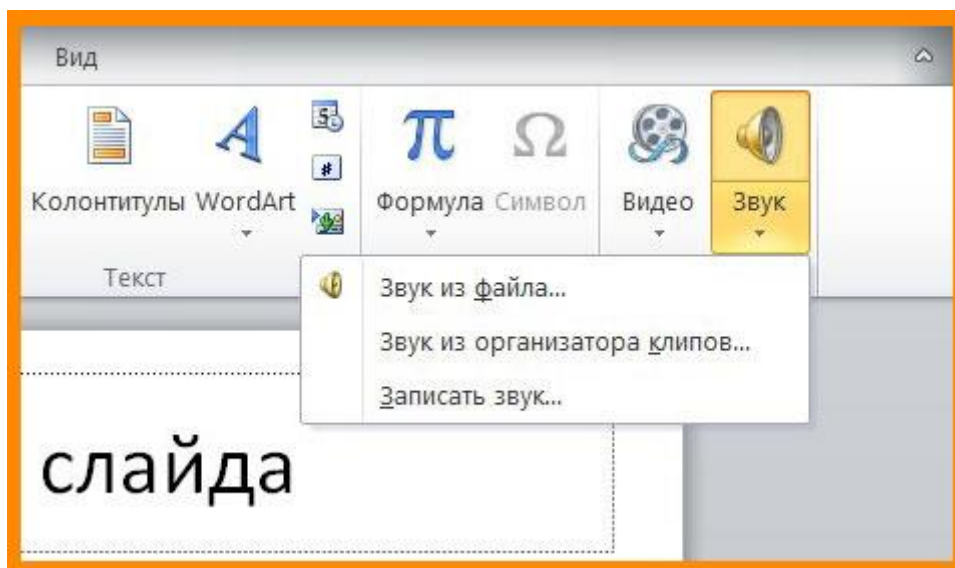 Вид
Колонтитулы WordArt
Формула Символ
Видео
Звук
Текст
Звук из файла...
Звук из организатора клипов...
Записать звук...
слайда